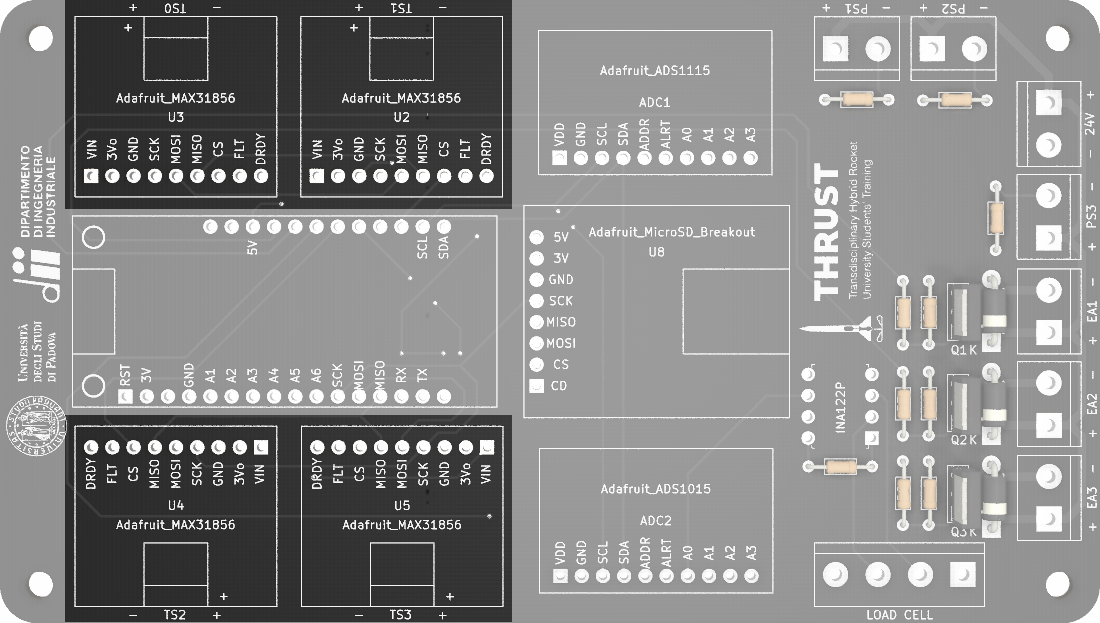 + TS0 -
+ TS1 -
PS1 -
+ PS2 -
+
Adafruit_MAX31856
U3
VIN
3Vo
GND
SCK
MOSI
MISO
CS
FLT
DRDY
+
Adafruit_MAX31856
U2
VIN
3Vo
GND
SCK
MOSI
MISO
CS
FLT
DRDY
Adafruit_ADS1115
ADC1
VDD
GND
SCL
SDA
ADDR
ALRT
A0
A1
A2
A3
- 24V +
+ PS3 -
DIPARTIMENTO
DI INGEGNERIA
INDUSTRIALE
dii
UNIVERSITÀ
DEGLI STUDI
DI PADOVA
5V
SCL
SDA
RST
3V
GND
A1
A2
A3
A4
A5
A6
SCK
MOSI
MISO
RX
TX
Adafruit_MicroSD_Breakout
U8
5V
3V
GND
SCK
MISO
MOSI
CS
CD
THRUST
Transdisciplinary Hybrid Rocket
University Students' Training
INA122P
Q1K
Q2K
Q3K
+ EA1 -
+ EA2 -
+ EA3 -
DRDY
FLT
CS
MISO
MOSI
SCK
GND
3Vo
VIN
U4
Adafruit_MAX31856
+
- TS2 +
DRDY
FLT
CS
MISO
MOSI
SCK
GND
3Vo
VIN
U5
Adafruit_MAX31856
+
- TS3 +
Adafruit_ADS1015
ADC2
VDD
GND
SCL
SDA
ADDR
ALRT
A0
A1
A2
A3
LOAD CELL